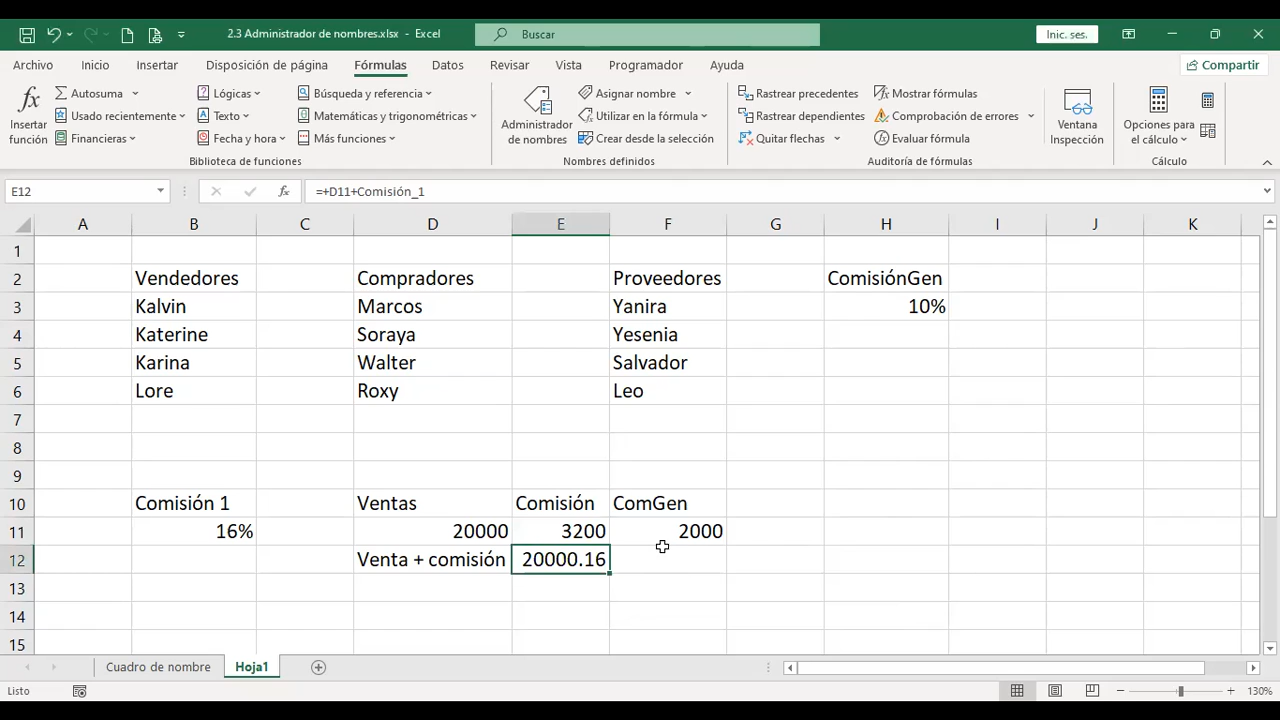 2.3 Administrador de nombres.xlsx - Excel
Buscar
Inic. ses.
Archivo Inicio Insertar Disposición de página Fórmulas Datos Revisar Vista Programador Ayuda
Compartir
fx
Insertar función
Autosuma
Usado recientemente
Financieras
Lógicas
Texto
Fecha y hora
Búsqueda y referencia
Matemáticas y trigonométricas
Más funciones
Biblioteca de funciones
Administrador de nombres
Asignar nombre
Utilizar en la fórmula
Crear desde la selección
Nombres definidos
Rastrear precedentes
Rastrear dependientes
Quitar flechas
Mostrar fórmulas
Comprobación de errores
Evaluar fórmula
Auditoría de fórmulas
Ventana Inspección
Opciones para el cálculo
Cálculo
E12
fx
=+D11+Comisión_1
A B C D E F G H I J K
1
2 Vendedores Compradores Proveedores ComisiónGen
3 Kalvin Marcos Yanira 10%
4 Katerine Soraya Yesenia
5 Karina Walter Salvador
6 Lore Roxy Leo
7
8
9
10 Comisión 1 Ventas Comisión ComGen
11 16% 20000 3200 2000
12 Venta + comisión 20000.16
13
14
15
Cuadro de nombre Hoja1
Listo
130%